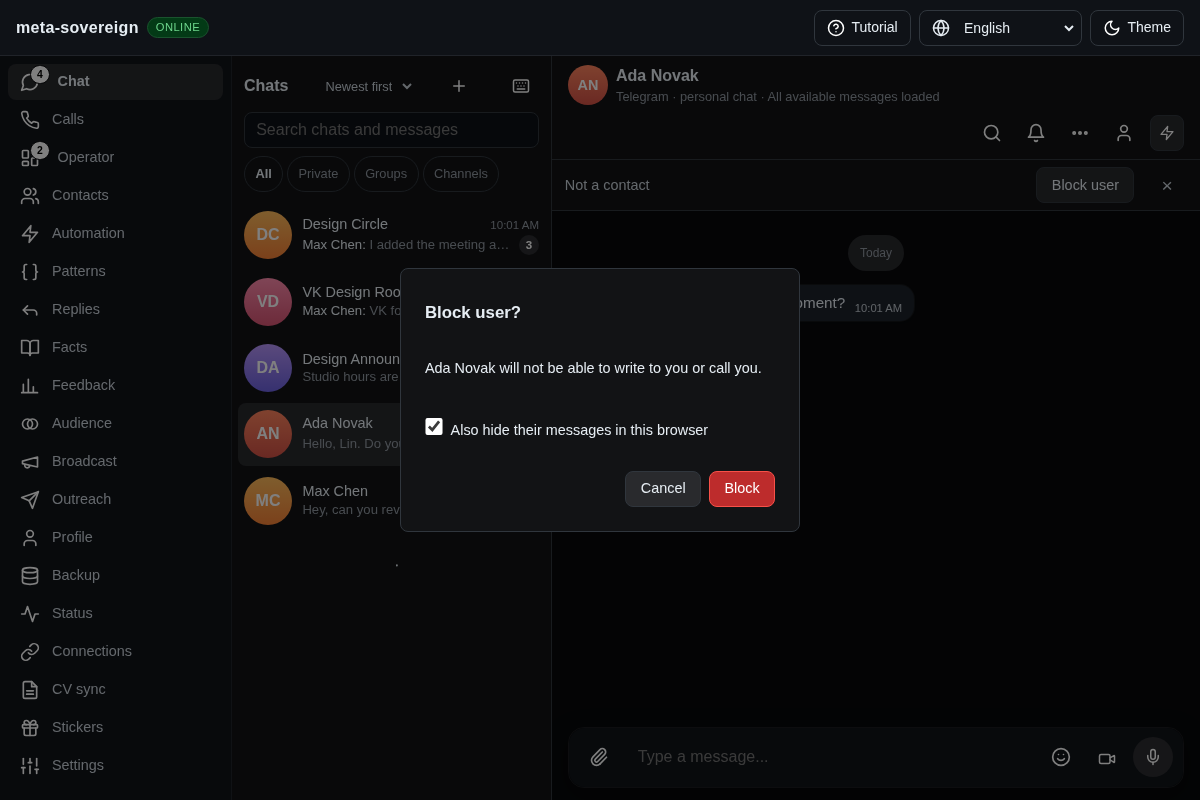 meta-sovereign ONLINE
Tutorial
English
Theme
4
Chat
Calls
2
Operator
Contacts
Automation
Patterns
Replies
Facts
Feedback
Audience
Broadcast
Outreach
Profile
Backup
Status
Connections
CV sync
Stickers
Settings
Chats
Newest first
Search chats and messages
All
Private
Groups
Channels
DC
Design Circle
10:01 AM
Max Chen: I added the meeting a…
3
VD
VK Design Roo
Max Chen: VK fo
DA
Design Announ
Studio hours are
AN
Ada Novak
Hello, Lin. Do you
MC
Max Chen
Hey, can you rev
AN
Ada Novak
Telegram · personal chat · All available messages loaded
Not a contact
Block user
Today
10:01 AM
Block user?
Ada Novak will not be able to write to you or call you.
Also hide their messages in this browser
Cancel
Block
Type a message...